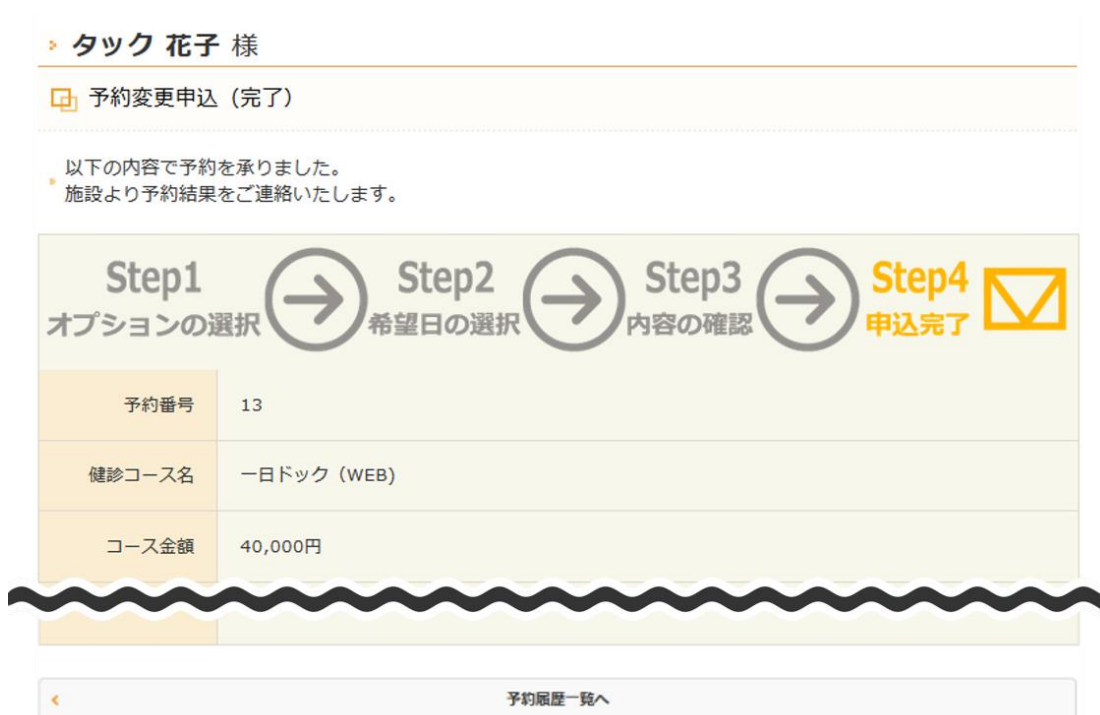 タック 花子 様
予約変更申込（完了）
以下の内容で予約を承りました。
施設より予約結果をご連絡いたします。
Step1 Step2 Step3 Step4
オプションの選択 希望日の選択 内容の確認 申込完了
予約番号 13
健診コース名 一日ドック（WEB)
コース金額 40,000円
予約履歴一覧へ